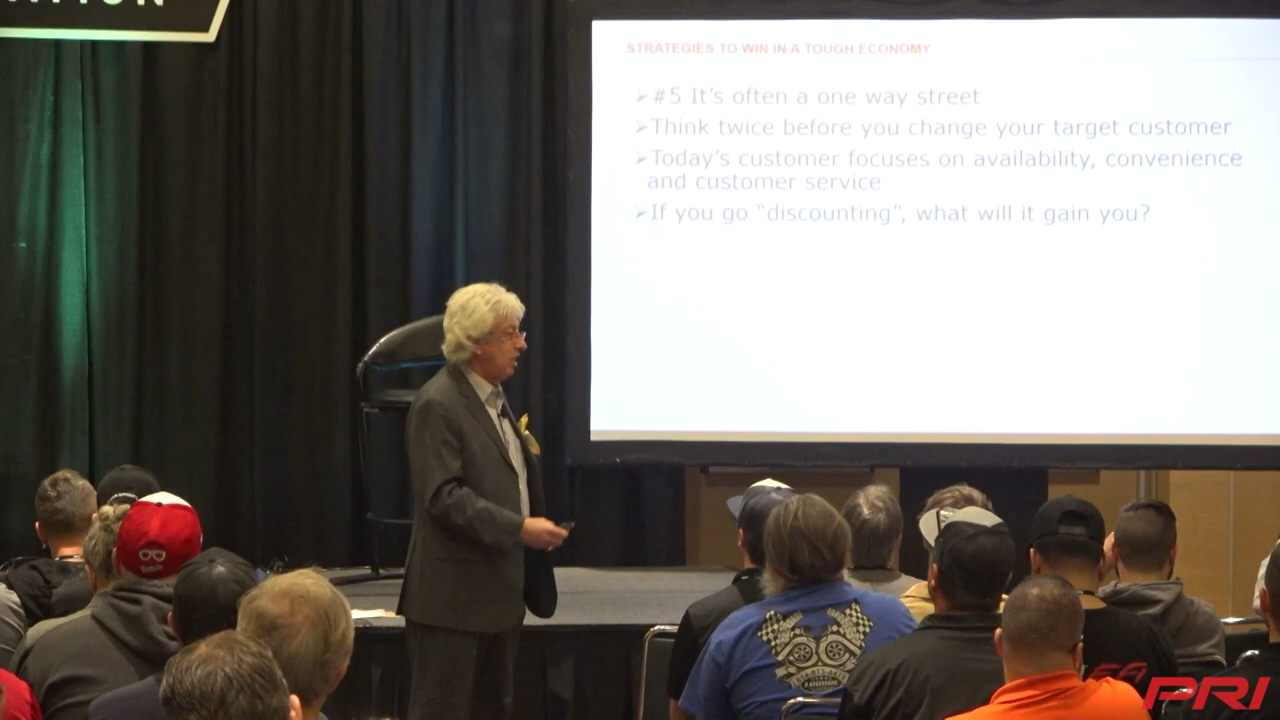 STRATEGIES TO WIN IN A TOUGH ECONOMY
#5 It's often a one way street
Think twice before you change your target customer
Today's customer focuses on availability, convenience
and customer service
If you go “discounting”, what will it gain you?
PRI